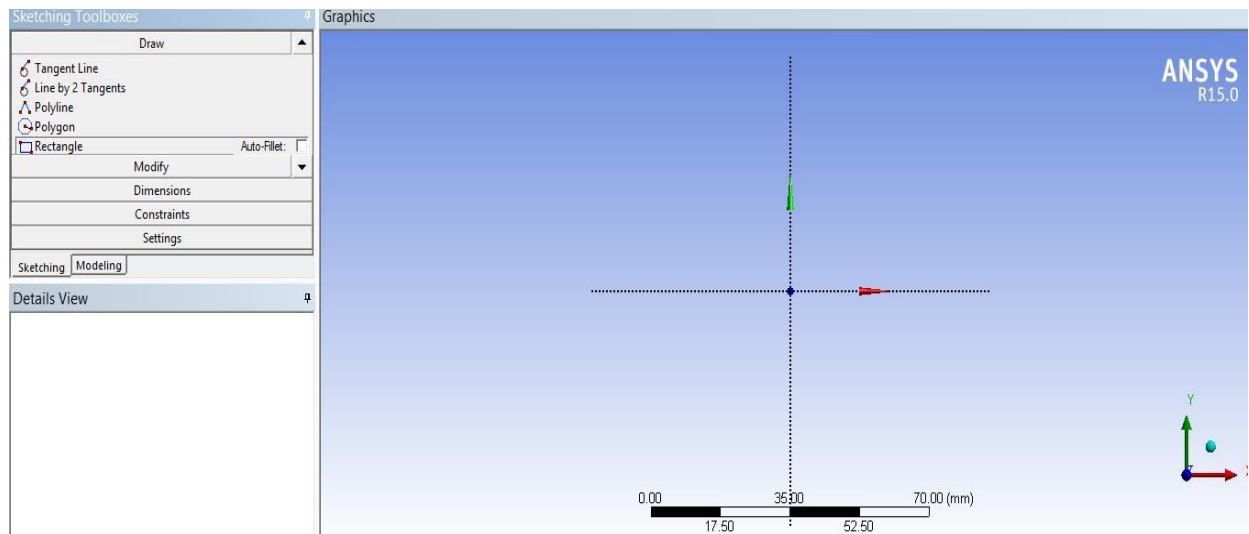 Sketching Toolboxes
Draw
Tangent Line
Line by 2 Tangents
Polyline
Polygon
Rectangle Auto-Fillet:
Modify
Dimensions
Constraints
Settings
Sketching Modeling
Details View
Graphics
ANSYS
R15.0
0.00 35.00 70.00 (mm)
17.50 52.50
Y
X